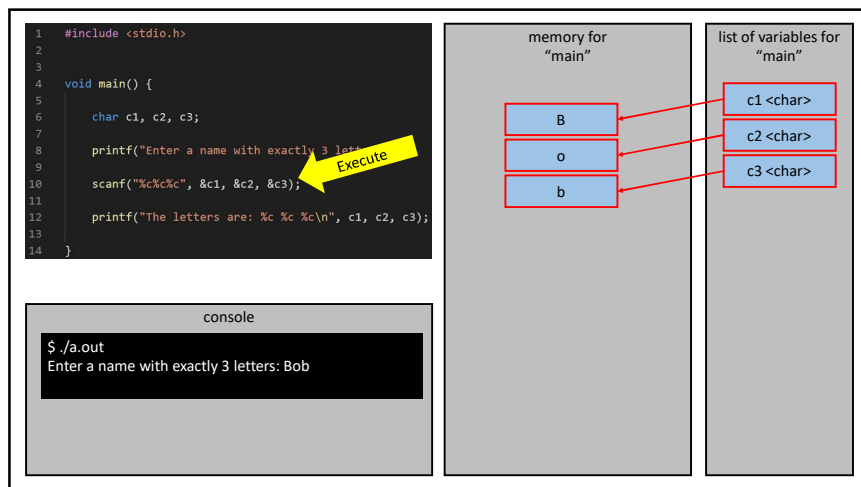 1 #include <stdio.h>
2
3
4 void main() {
5
6 char c1, c2, c3;
7
8 printf("Enter a name with exactly 3 lett
9
10 scanf("%c%c%c", &c1, &c2, &c3);
11
12 printf("The letters are: %c %c %c\n", c1, c2, c3);
13
14 }
Execute
console
$ ./a.out
Enter a name with exactly 3 letters: Bob
memory for
“main”
B
o
b
list of variables for
“main”
c1 <char>
c2 <char>
c3 <char>